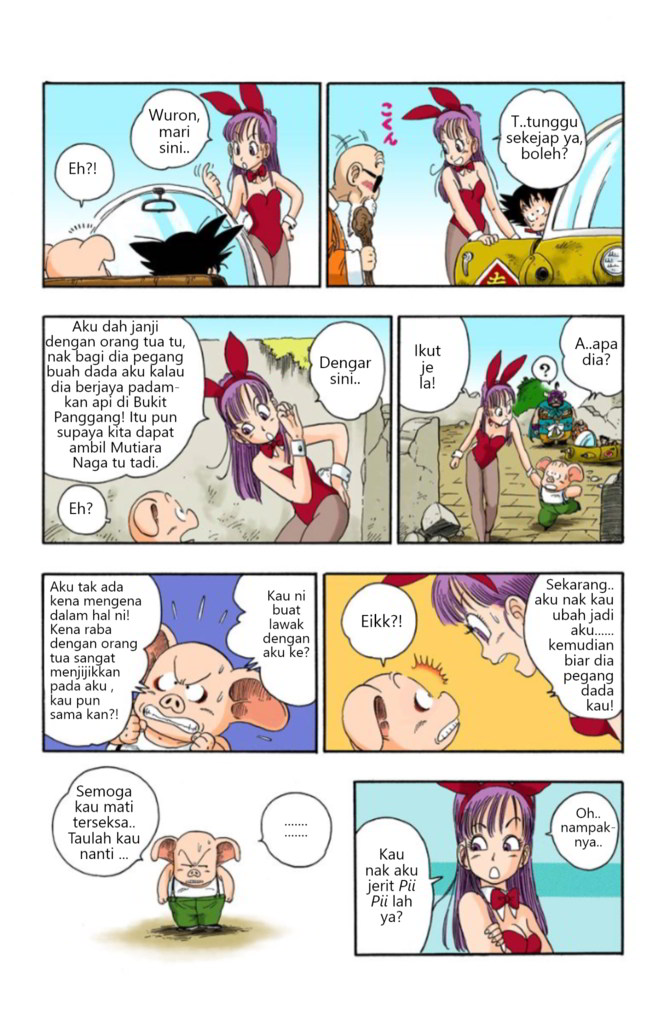 T..tunggu
sekejap ya,
boleh?
こくん
Wuron,
mari
sini..
Eh?!
A..apa
dia?
?
Ikut
je
la!
Dengar
sini..
Aku dah janji
dengan orang tua tu,
nak bagi dia pegang
buah dada aku kalau
dia berjaya padam-
kan api di Bukit
Panggang! Itu pun
supaya kita dapat
ambil Mutiara
Naga tu tadi.
Eh?
Sekarang..
aku nak kau
ubah jadi
aku......
kemudian
biar dia
pegang
dada
kau!
Eikk?!
Kau ni
buat
lawak
dengan
aku ke?
Aku tak ada
kena mengena
dalam hal ni!
Kena raba
dengan orang
tua sangat
menjijikkan
pada aku ,
kau pun
sama kan?!
Oh..
nampak-
nya..
Kau
nak aku
jerit Pii
Pii lah
ya?
.......
.......
Semoga
kau mati
terseksa..
Taulah kau
nanti ...